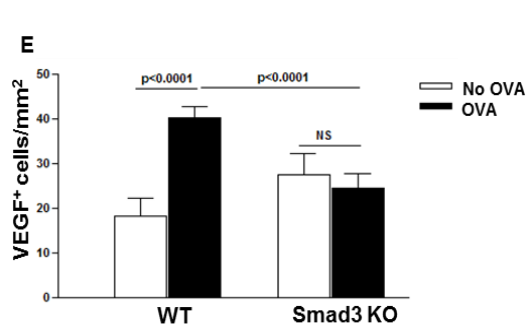 E
p<0.0001
p<0.0001
No OVA
OVA
NS
VEGF+ cells/mm2
50
40
30
20
10
0
WT
Smad3 KO